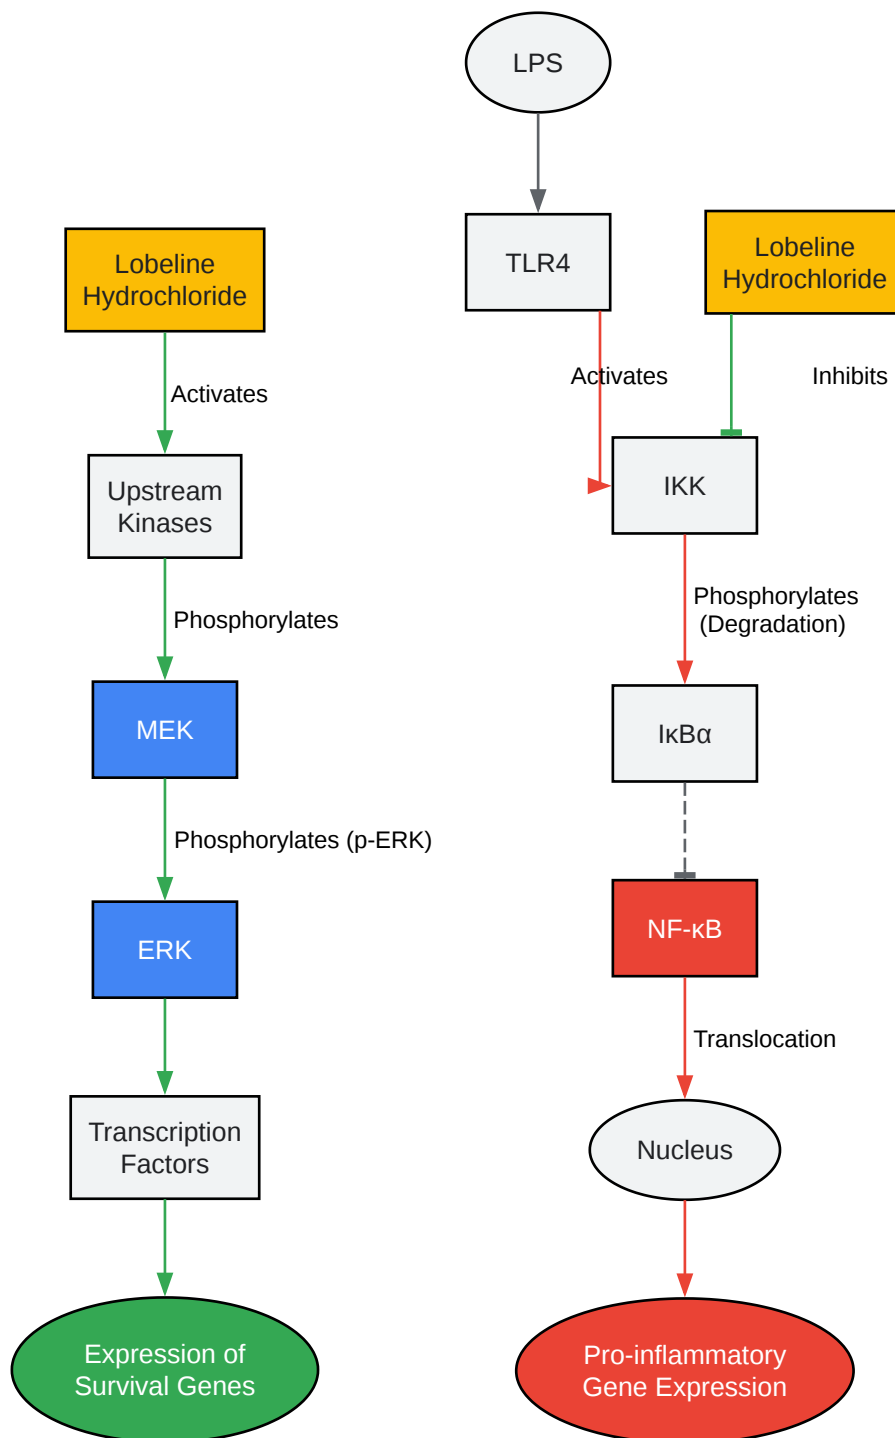 Lobeline
Hydrochloride
Activates
Upstream
Kinases
Phosphorylates
MEK
Phosphorylates (p-ERK)
ERK
Transcription
Factors
Expression of
Survival Genes
LPS
TLR4
Lobeline
Hydrochloride
Activates
Inhibits
IKK
Phosphorylates
(Degradation)
IκBα
NF-κB
Translocation
Nucleus
Pro-inflammatory
Gene Expression